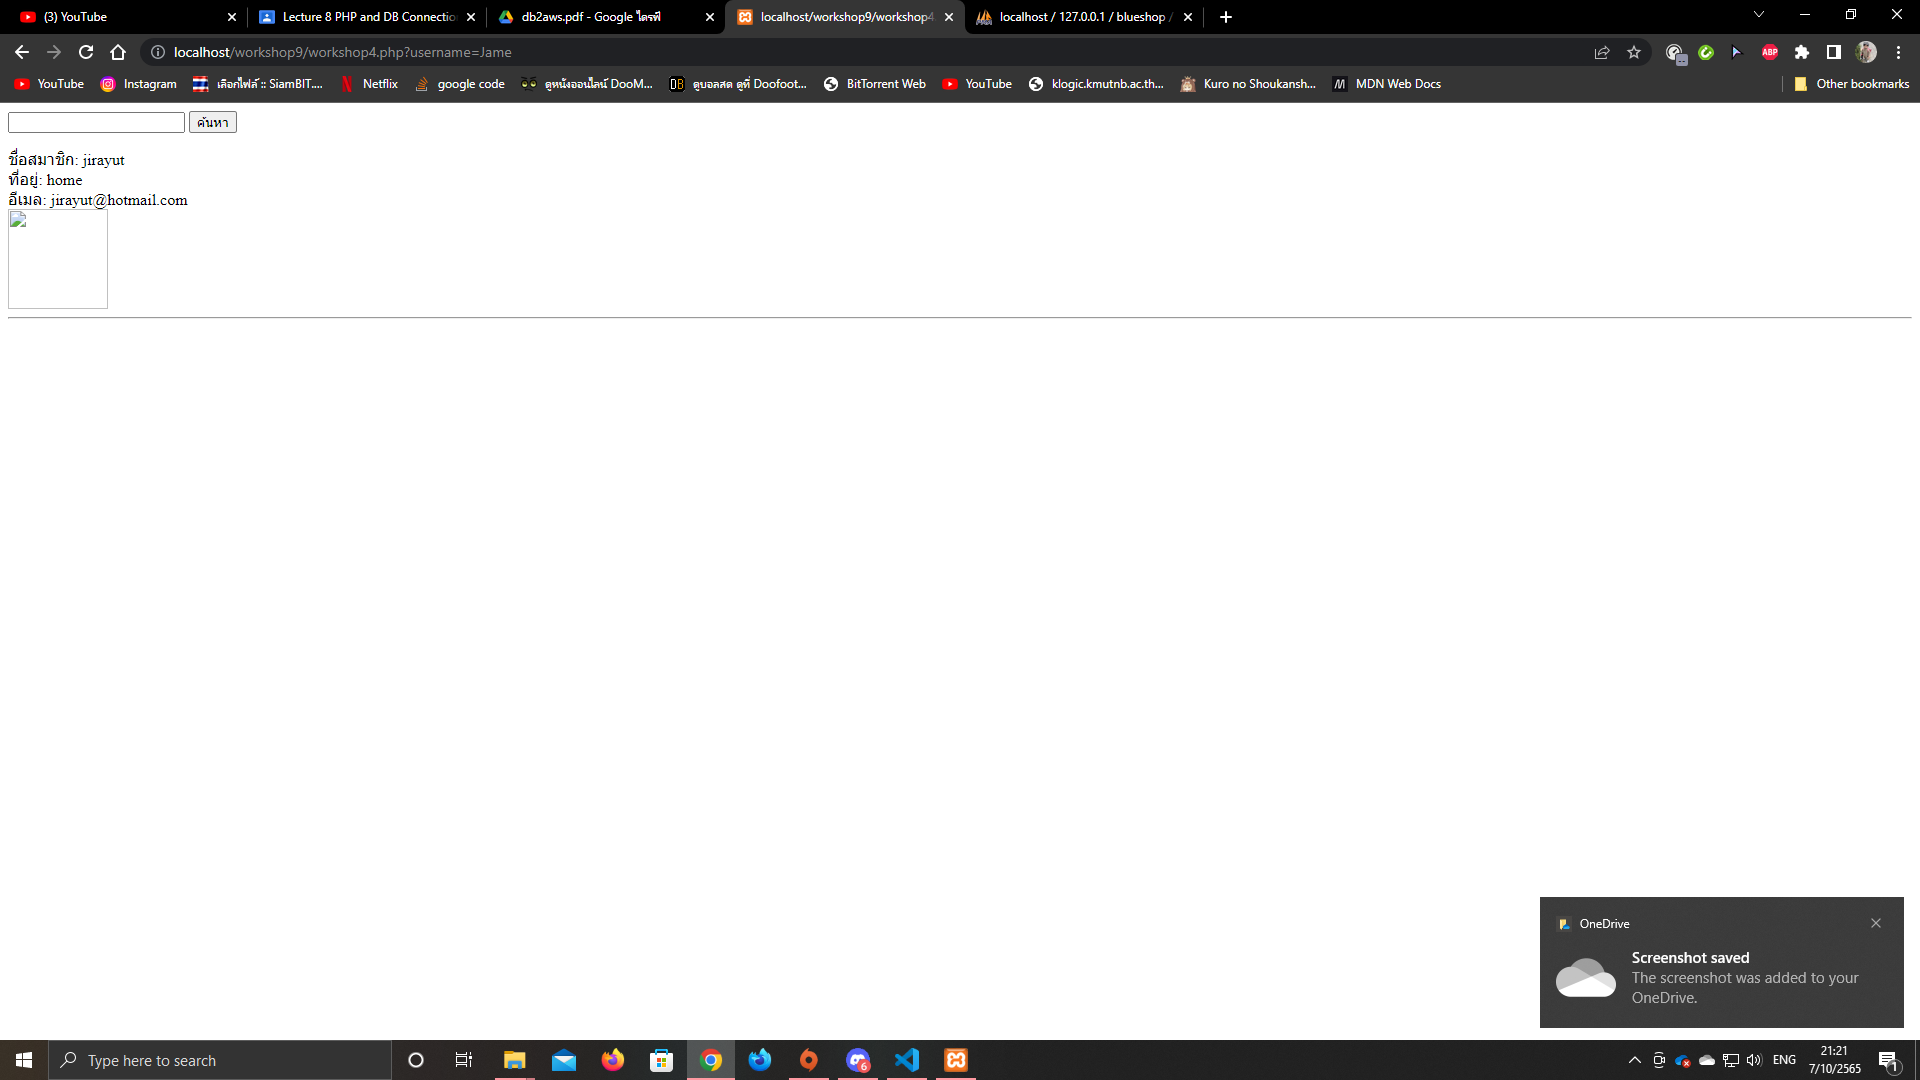 (3) YouTube
Lecture 8 PHP and DB Connectio
db2aws.pdf - Google ไดรฟ์
localhost/workshop9/workshop4.
localhost / 127.0.0.1 / blueshop /
localhost/workshop9/workshop4.php?username=Jame
ABP
YouTube
Instagram
เลือกไฟล์ :: SiamBIT....
Netflix
google code
ดูหนังออนไลน์ DooM...
DB
ดูบอลสด ดูที่ Doofoot...
BitTorrent Web
YouTube
klogic.kmutnb.ac.th...
Kuro no Shoukansh...
M
MDN Web Docs
Other bookmarks
ค้นหา
ชื่อสมาชิก: jirayut
ที่อยู่: home
อีเมล: jirayut@hotmail.com
OneDrive
Screenshot saved
The screenshot was added to your
OneDrive.
Type here to search
6
ENG
21:21
7/10/2565
1